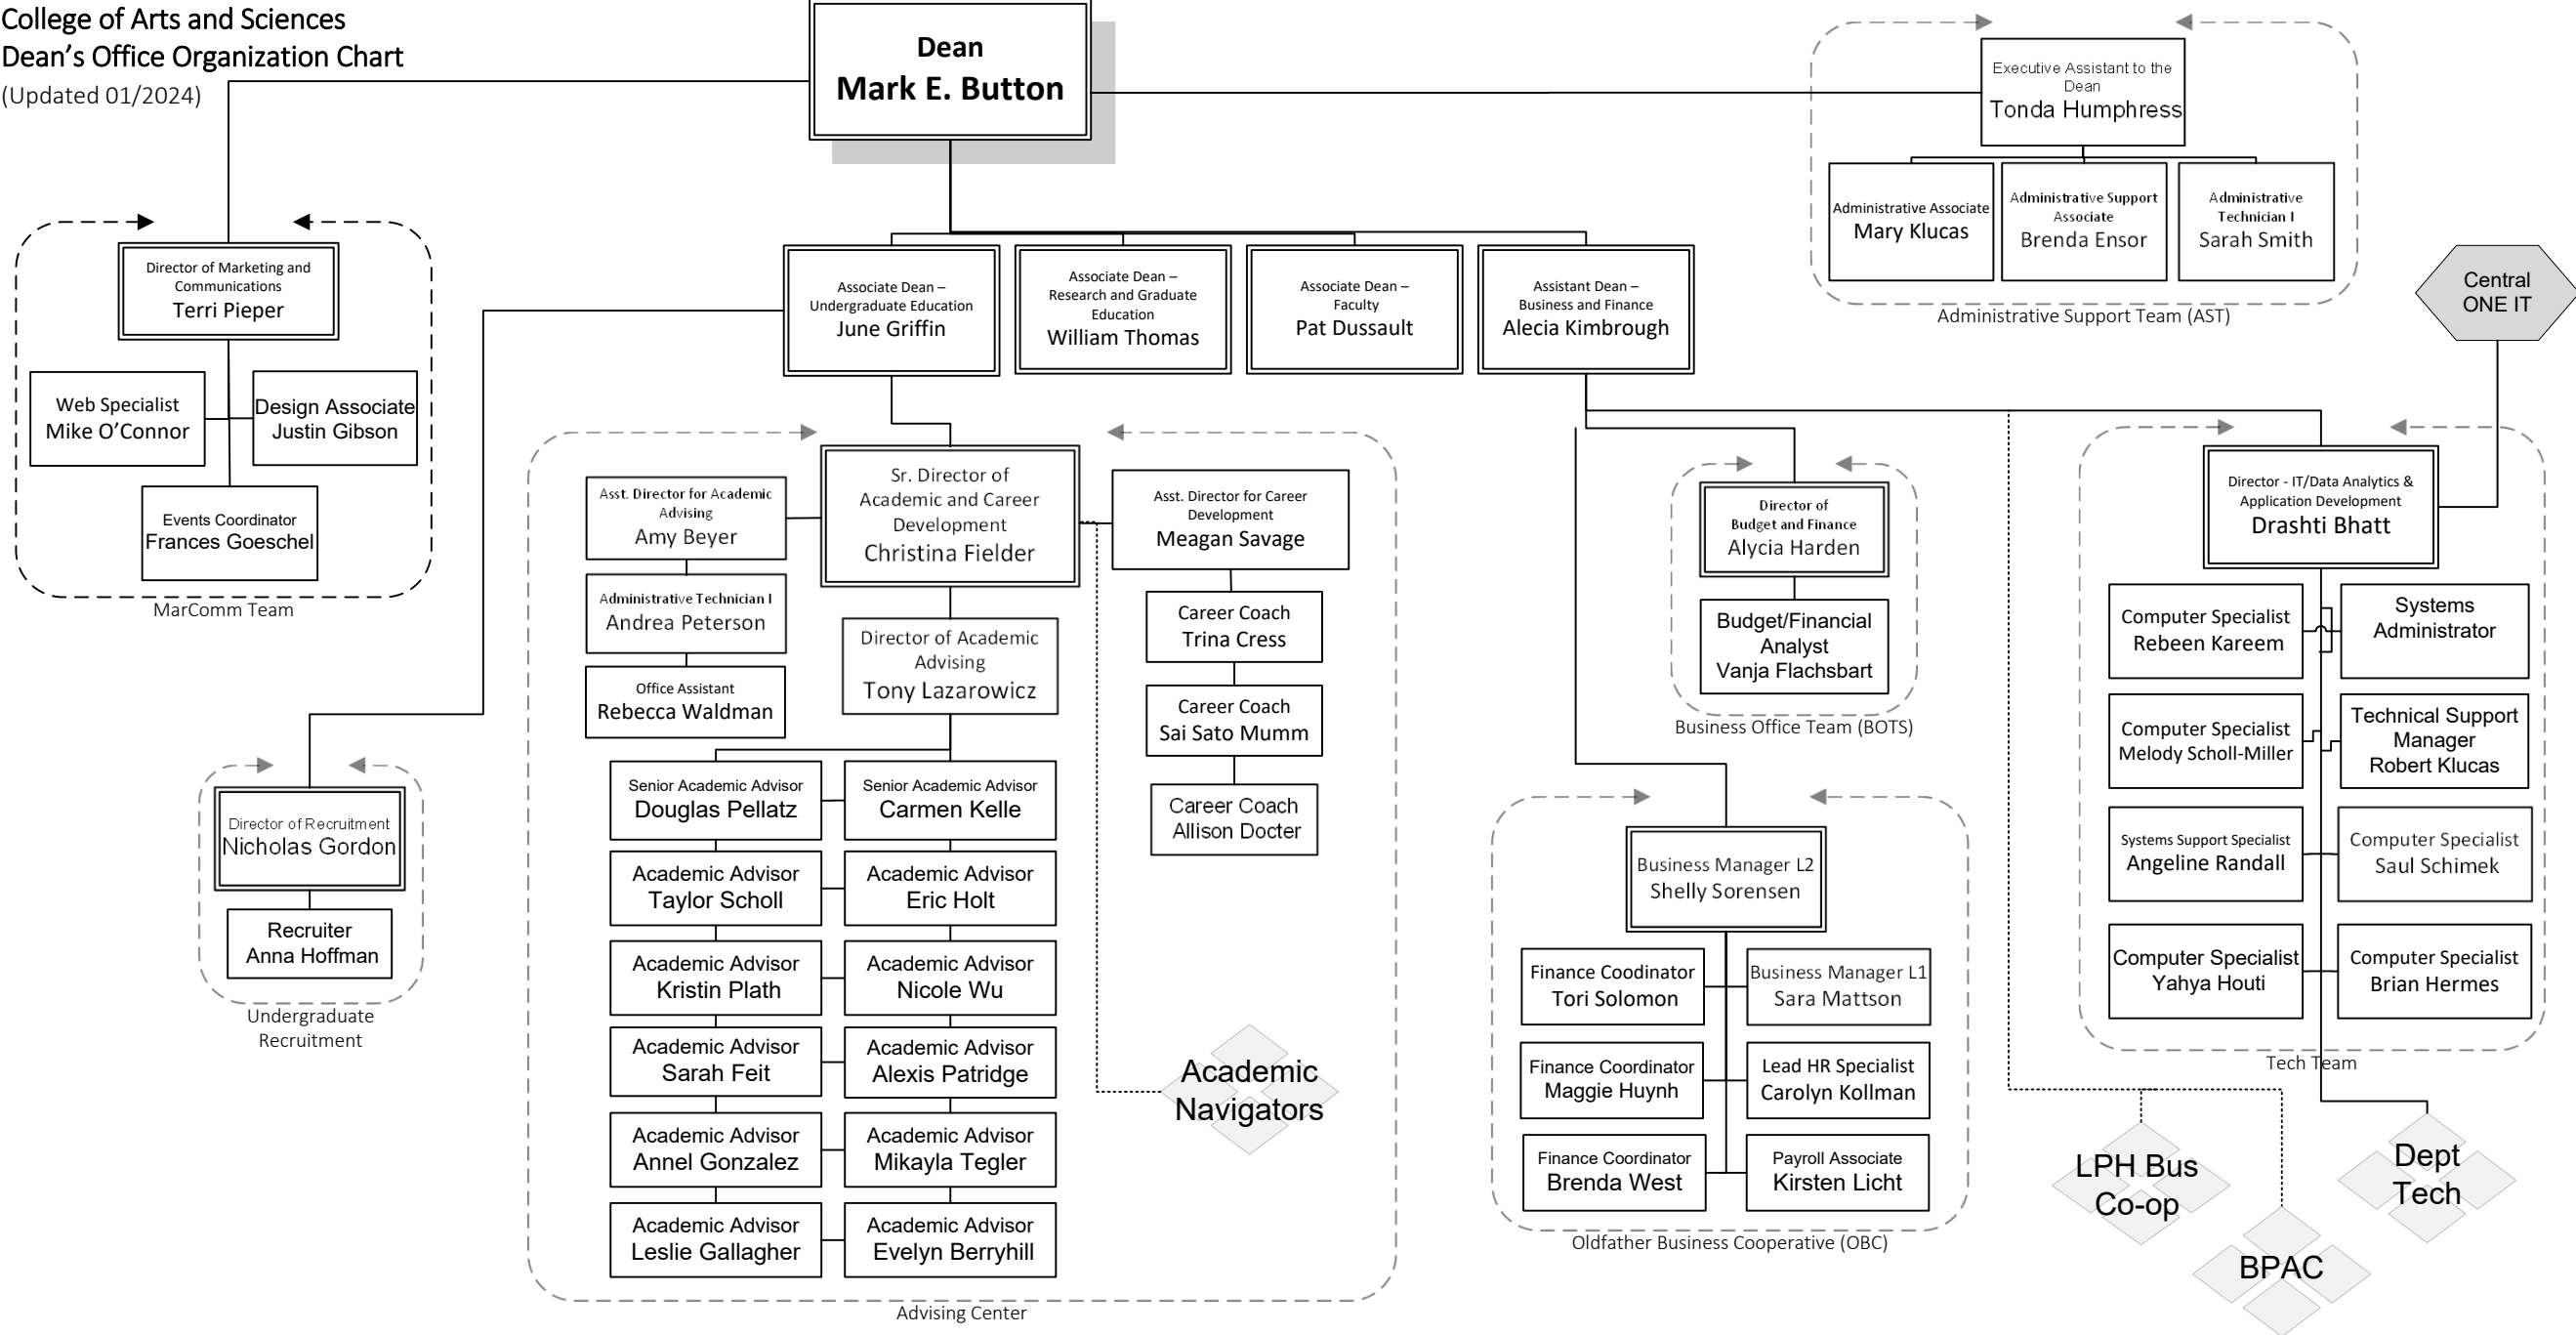 College of Arts and Sciences
Dean's Office Organization Chart
(Updated 01/2024)
Dean
Mark E. Button
Executive Assistant to the
Dean
Tonda Humphress
Administrative Associate
Mary Klucas
Administrative Support
Associate
Brenda Ensor
Administrative
Technician I
Sarah Smith
Administrative Support Team (AST)
Central
ONE IT
Director of Marketing and
Communications
Terri Pieper
Web Specialist
Mike O'Connor
Design Associate
Justin Gibson
Events Coordinator
Frances Goeschel
MarComm Team
Associate Dean –
Undergraduate Education
June Griffin
Associate Dean –
Research and Graduate
Education
William Thomas
Associate Dean –
Faculty
Pat Dussault
Assistant Dean –
Business and Finance
Alecia Kimbrough
Director of Recruitment
Nicholas Gordon
Recruiter
Anna Hoffman
Undergraduate
Recruitment
Sr. Director of
Academic and Career
Development
Christina Fielder
Asst. Director for Academic
Advising
Amy Beyer
Administrative Technician I
Andrea Peterson
Office Assistant
Rebecca Waldman
Director of Academic
Advising
Tony Lazarowicz
Asst. Director for Career
Development
Meagan Savage
Career Coach
Trina Cress
Career Coach
Sai Sato Mumm
Career Coach
Allison Docter
Senior Academic Advisor
Douglas Pellatz
Senior Academic Advisor
Carmen Kelle
Academic Advisor
Taylor Scholl
Academic Advisor
Eric Holt
Academic Advisor
Kristin Plath
Academic Advisor
Nicole Wu
Academic Advisor
Sarah Feit
Academic Advisor
Alexis Patridge
Academic Advisor
Annel Gonzalez
Academic Advisor
Mikayla Tegler
Academic Advisor
Leslie Gallagher
Academic Advisor
Evelyn Berryhill
Academic
Navigators
Advising Center
Director of
Budget and Finance
Alycia Harden
Budget/Financial
Analyst
Vanja Flachsbart
Business Office Team (BOTS)
Business Manager L2
Shelly Sorensen
Finance Coodinator
Tori Solomon
Business Manager L1
Sara Mattson
Finance Coordinator
Maggie Huynh
Lead HR Specialist
Carolyn Kollman
Finance Coordinator
Brenda West
Payroll Associate
Kirsten Licht
Oldfather Business Cooperative (OBC)
Director - IT/Data Analytics &
Application Development
Drashti Bhatt
Computer Specialist
Rebeen Kareem
Systems
Administrator
Computer Specialist
Melody Scholl-Miller
Technical Support
Manager
Robert Klucas
Systems Support Specialist
Angeline Randall
Computer Specialist
Saul Schimek
Computer Specialist
Yahya Houti
Computer Specialist
Brian Hermes
Tech Team
LPH Bus
Co-op
BPAC
Dept
Tech